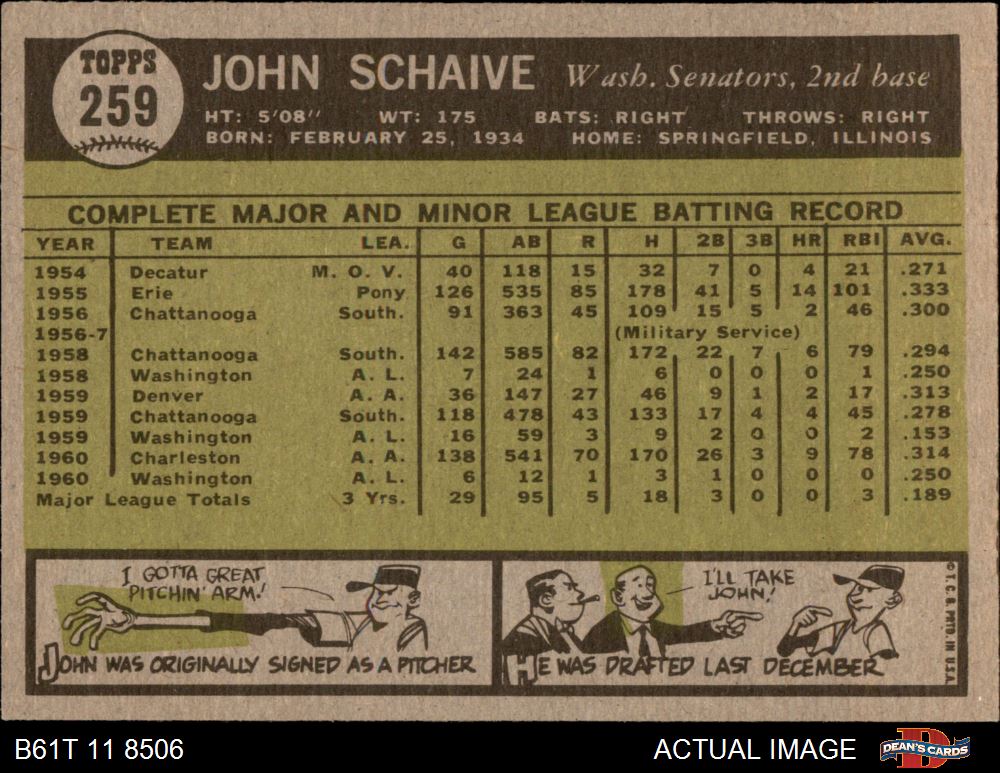 TOPPS
259
JOHN SCHAIVE Wash. Senators, 2nd base
HT: 5'08" WT: 175 BATS: RIGHT THROWS: RIGHT
BORN: FEBRUARY 25, 1934 HOME: SPRINGFIELD, ILLINOIS
COMPLETE MAJOR AND MINOR LEAGUE BATTING RECORD
YEAR TEAM LEA. G AB R H 2B 3B HR RBI AVG.
1954 Decatur M. O. V. 40 118 15 32 7 0 4 21 .271
1955 Erie Pony 126 535 85 178 41 5 14 101 .333
1956 Chattanooga South. 91 363 45 109 15 5 2 46 .300
1956-7 (Military Service)
1958 Chattanooga South. 142 585 82 172 22 7 6 79 .294
1958 Washington A. L. 7 24 1 6 0 0 0 1 .250
1959 Denver A. A. 36 147 27 46 9 1 2 17 .313
1959 Chattanooga South. 118 478 43 133 17 4 4 45 .278
1959 Washington A. L. 16 59 3 9 2 0 0 2 .153
1960 Charleston A. A. 138 541 70 170 26 3 9 78 .314
1960 Washington A. L. 6 12 1 3 1 0 0 0 .250
Major League Totals 3 Yrs. 29 95 5 18 3 0 0 3 .189
I GOTTA GREAT
PITCHIN' ARM!
JOHN WAS ORIGINALLY SIGNED AS A PITCHER
I'LL TAKE
JOHN!
HE WAS DRAFTED LAST DECEMBER
© T. C. G. PRTD. IN U.S.A.
B61T 11 8506 ACTUAL IMAGE DEAN'S CARDS